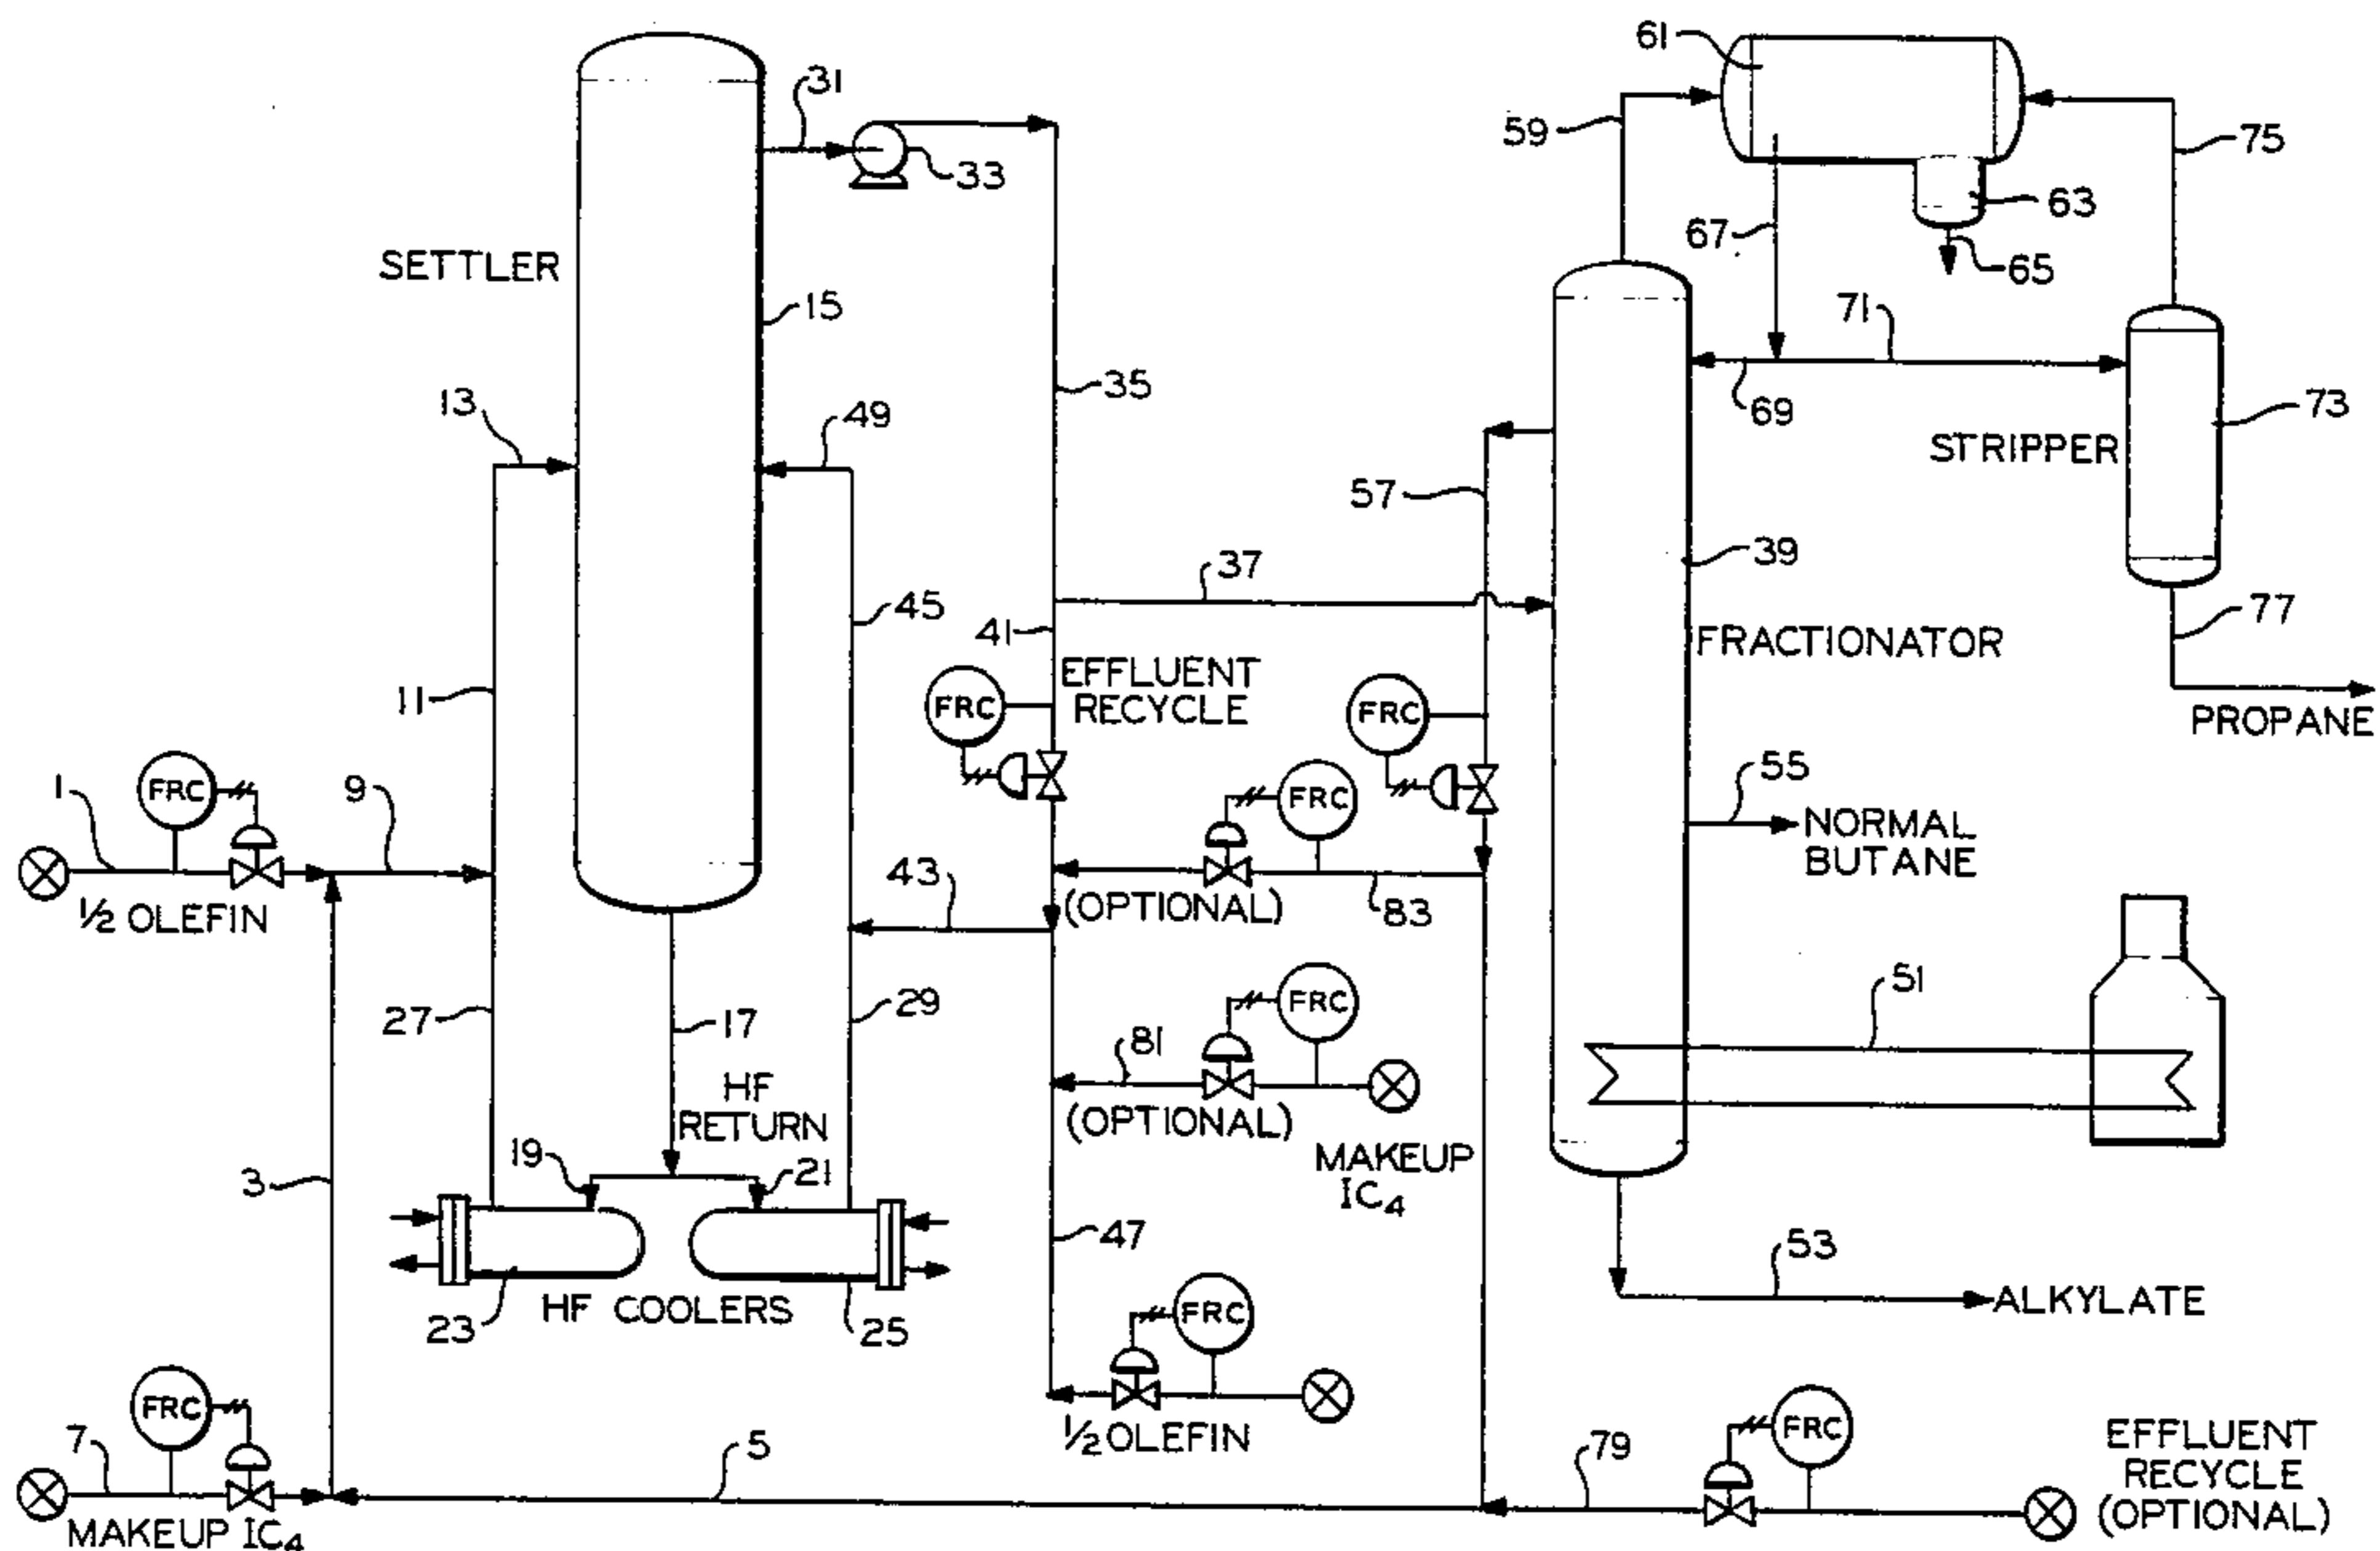 61
31
59
75
33
63
67
SETTLER
65
15
71
35
13
49
69
73
STRIPPER
57
37
39
45
77
41
FRACTIONATOR
EFFLUENT
RECYCLE
11
FRC
FRC
PROPANE
55
1
FRC
9
FRC
NORMAL
BUTANE
43
½ OLEFIN
(OPTIONAL)
83
51
FRC
27
17
29
81
HF
RETURN
(OPTIONAL)
19
21
MAKEUP
IC₄
3
47
53
HF COOLERS
ALKYLATE
23
25
FRC
FRC
FRC
7
5
½ OLEFIN
79
EFFLUENT
RECYCLE
(OPTIONAL)
MAKEUP IC₄